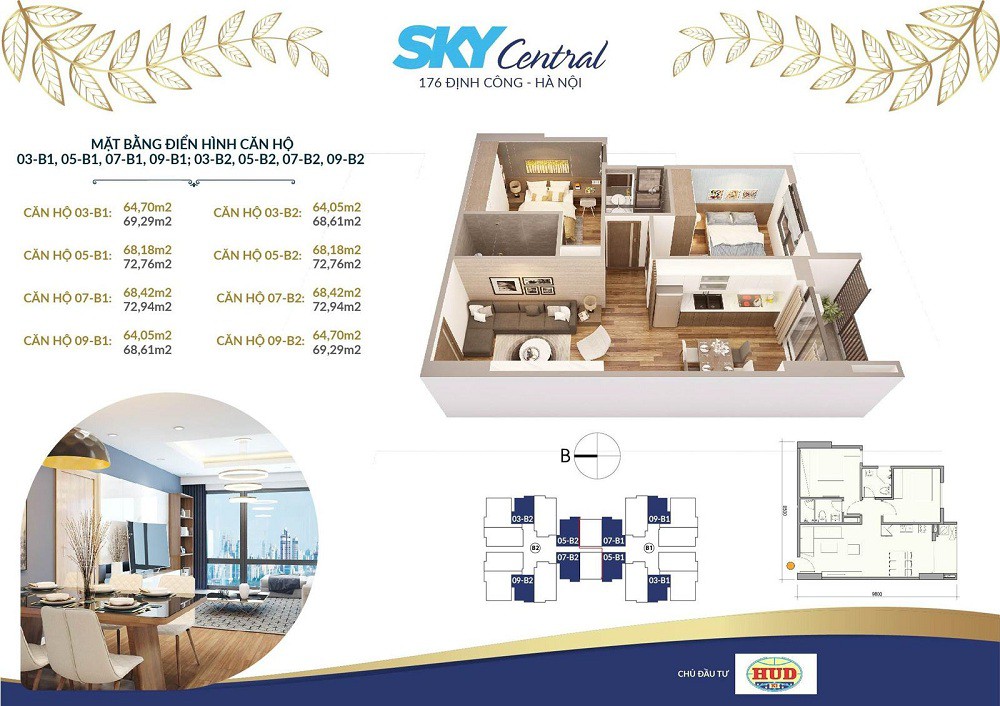 SKY Central
176 ĐỊNH CÔNG - HÀ NỘI
MẶT BẰNG ĐIỂN HÌNH CĂN HỘ
03-B1, 05-B1, 07-B1, 09-B1; 03-B2, 05-B2, 07-B2, 09-B2
CĂN HỘ 03-B1: 64,70m2
69,29m2
CĂN HỘ 03-B2: 64,05m2
68,61m2
CĂN HỘ 05-B1: 68,18m2
72,76m2
CĂN HỘ 05-B2: 68,18m2
72,76m2
CĂN HỘ 07-B1: 68,42m2
72,94m2
CĂN HỘ 07-B2: 68,42m2
72,94m2
CĂN HỘ 09-B1: 64,05m2
68,61m2
CĂN HỘ 09-B2: 64,70m2
69,29m2
B
03-B2
09-B1
05-B2
07-B1
B2
B1
07-B2
05-B1
09-B2
03-B1
8500
9800
CHỦ ĐẦU TƯ
HUD